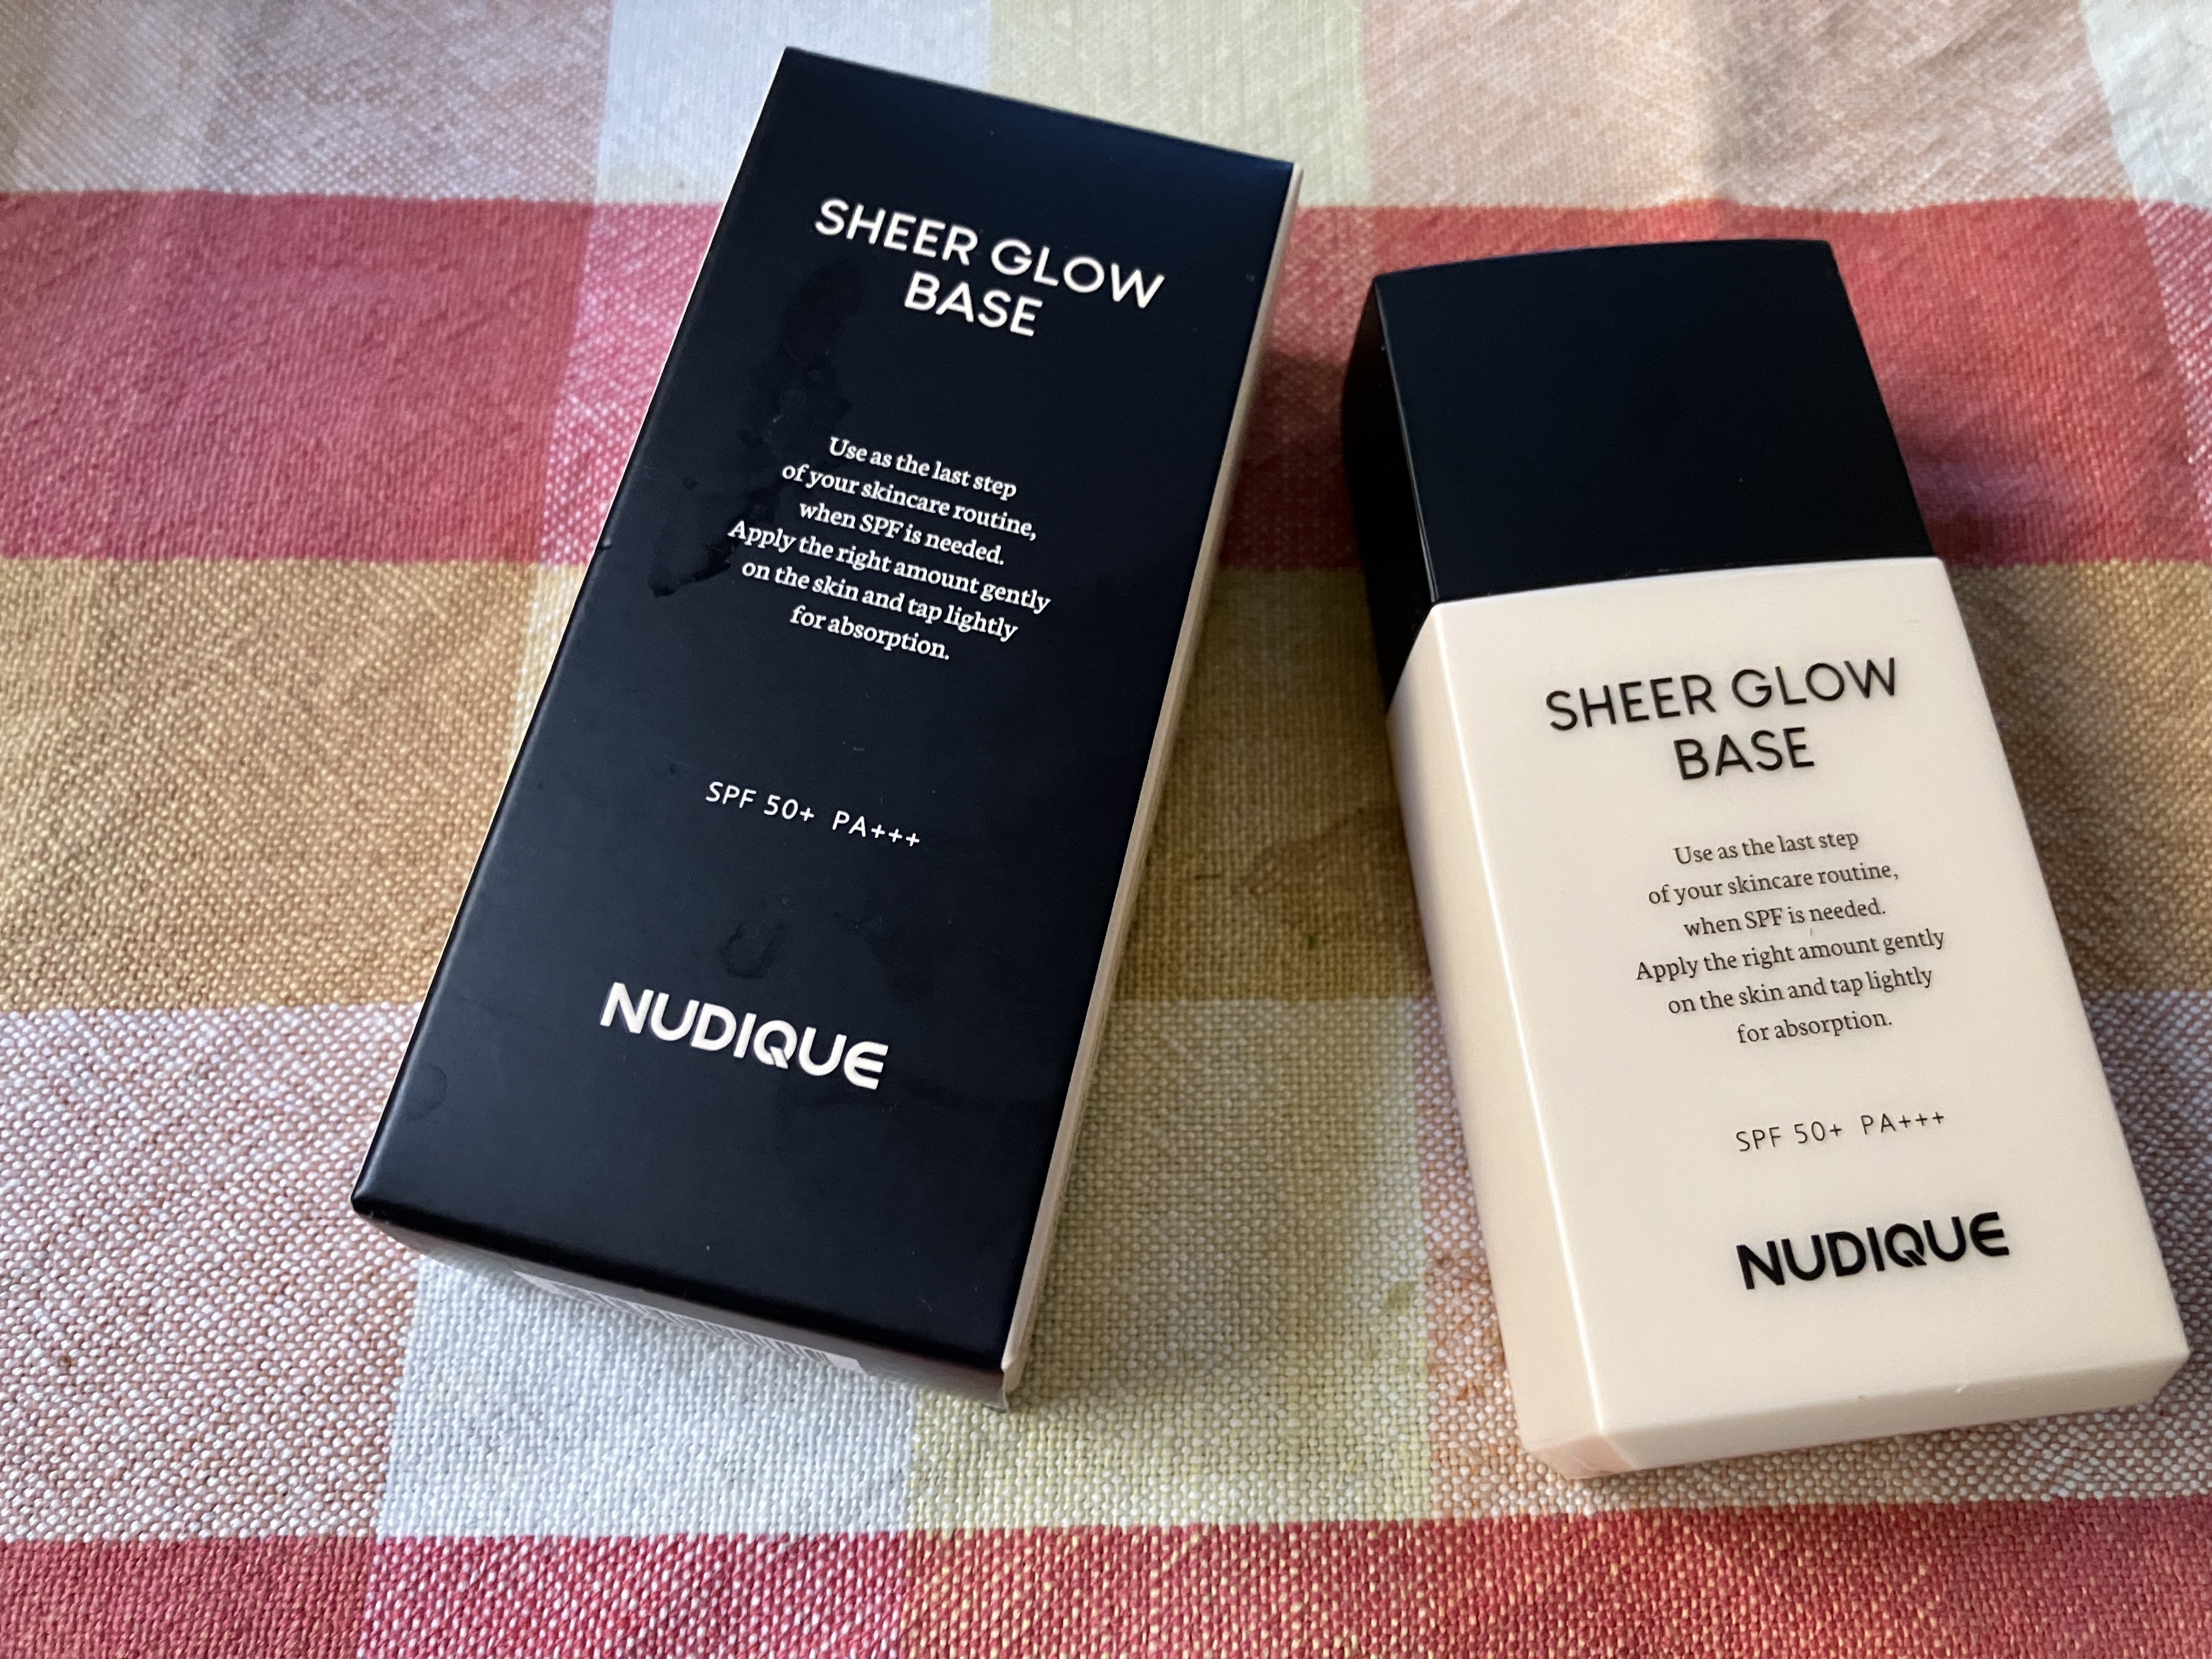 SHEER GLOW
BASE
Use as the last step
of your skincare routine,
when SPF is needed.
Apply the right amount gently
on the skin and tap lightly
for absorption.
SPF 50+ PA+++
NUDIQUE
SHEER GLOW
BASE
Use as the last step
of your skincare routine,
when SPF is needed.
Apply the right amount gently
on the skin and tap lightly
for absorption.
SPF 50+ PA+++
NUDIQUE